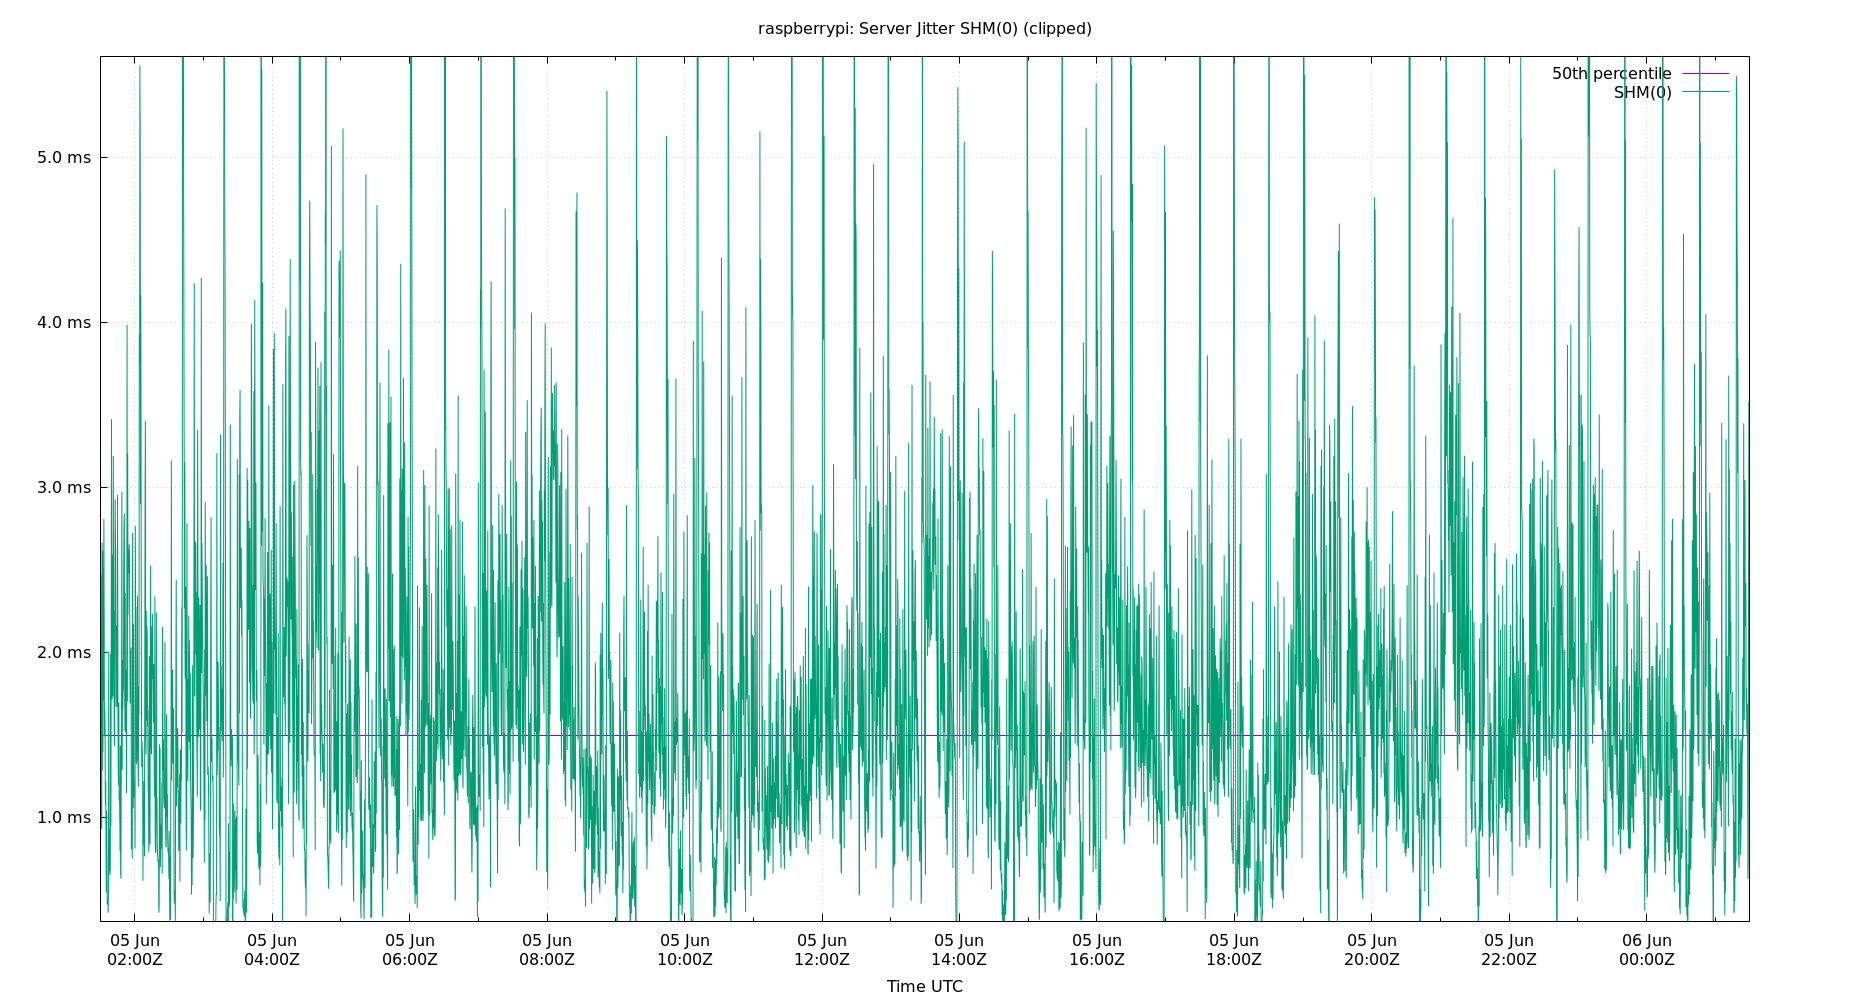 raspberrypi: Server Jitter SHM(0) (clipped)
50th percentile
SHM(0)
5.0 ms
4.0 ms
3.0 ms
2.0 ms
1.0 ms
05 Jun 05 Jun 05 Jun 05 Jun 05 Jun 05 Jun 05 Jun 05 Jun 05 Jun 05 Jun 05 Jun 06 Jun
02:00Z 04:00Z 06:00Z 08:00Z 10:00Z 12:00Z 14:00Z 16:00Z 18:00Z 20:00Z 22:00Z 00:00Z
Time UTC